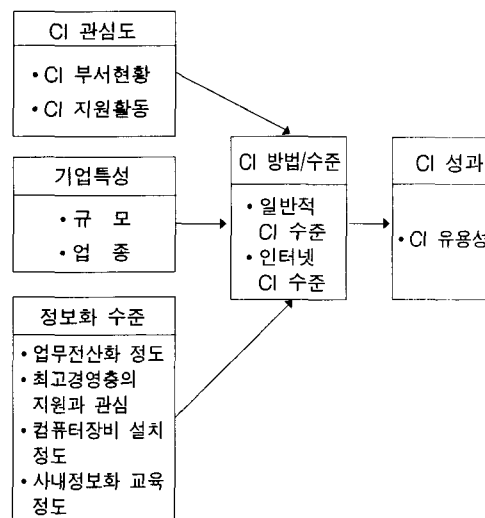 CI 관심도
• CI 부서현황
• CI 지원활동
기업특성
• 규 모
• 업 종
정보화 수준
• 업무전산화 정도
• 최고경영층의
지원과 관심
• 컴퓨터장비 설치
정도
• 사내정보화 교육
정도
CI 방법/수준
• 일반적
CI 수준
• 인터넷
CI 수준
CI 성과
• CI 유용성